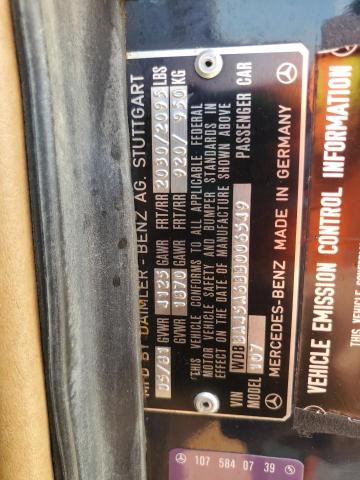 MFD BY DAIMLER-BENZ AG. STUTTGART
05/81 GVWR 4125 GAWR FRT/RR 2030/2095 LBS
GVWR 1870 GAWR FRT/RR 920/950 KG
THIS VEHICLE CONFORMS TO ALL APPLICABLE FEDERAL
MOTOR VEHICLE SAFETY AND BUMPER STANDARDS IN
EFFECT ON THE DATE OF MANUFACTURE SHOWN ABOVE
VIN
MODEL 107 PASSENGER CAR
MERCEDES-BENZ MADE IN GERMANY
VEHICLE EMISSION CONTROL INFORMATION
THIS VEHICLE
107 584 07 39